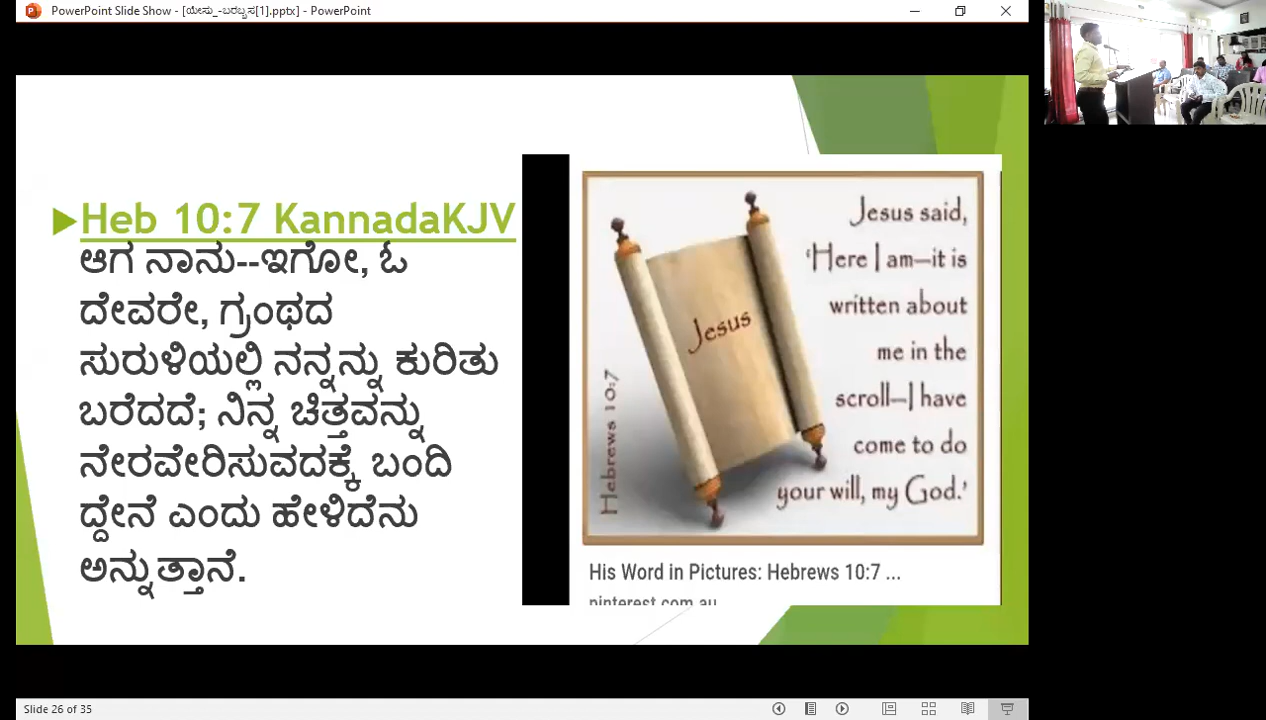 PowerPoint Slide Show - [ಯೇಸು_-ಬರಬ್ಬಸ[1].pptx] - PowerPoint
Heb 10:7 KannadaKJV
ಆಗ ನಾನು--ಇಗೋ, ಓ
ದೇವರೇ, ಗ್ರಂಥದ
ಸುರುಳಿಯಲ್ಲಿ ನನ್ನನ್ನು ಕುರಿತು
ಬರೆದದೆ; ನಿನ್ನ ಚಿತ್ತವನ್ನು
ನೇರವೇರಿಸುವದಕ್ಕೆ ಬಂದಿ
ದ್ದೇನೆ ಎಂದು ಹೇಳಿದೆನು
ಅನ್ನುತ್ತಾನೆ.
Jesus
Hebrews 10:7
Jesus said,
'Here I am—it is
written about
me in the
scroll—I have
come to do
your will, my God.'
His Word in Pictures: Hebrews 10:7 ...
pinterest.com.au
Slide 26 of 35